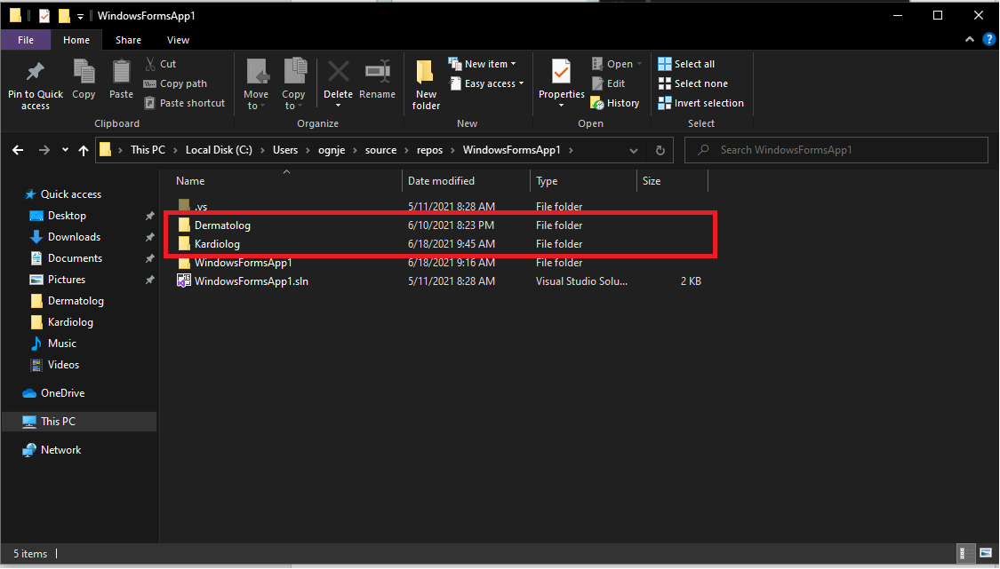 WindowsFormsApp1
File Home Share View
Pin to Quick access
Copy
Paste
Cut
Copy path
Paste shortcut
Clipboard
Move to
Copy to
Delete
Rename
Organize
New folder
New item
Easy access
New
Properties
Open
Edit
History
Open
Select all
Select none
Invert selection
Select
This PC > Local Disk (C:) > Users > ognje > source > repos > WindowsFormsApp1 >
Search WindowsFormsApp1
Quick access
Desktop
Downloads
Documents
Pictures
Dermatolog
Kardiolog
Music
Videos
OneDrive
This PC
Network
Name Date modified Type Size
.vs 5/11/2021 8:28 AM File folder
Dermatolog 6/10/2021 8:23 PM File folder
Kardiolog 6/18/2021 9:45 AM File folder
WindowsFormsApp1 6/18/2021 9:16 AM File folder
WindowsFormsApp1.sln 5/11/2021 8:28 AM Visual Studio Solu... 2 KB
5 items